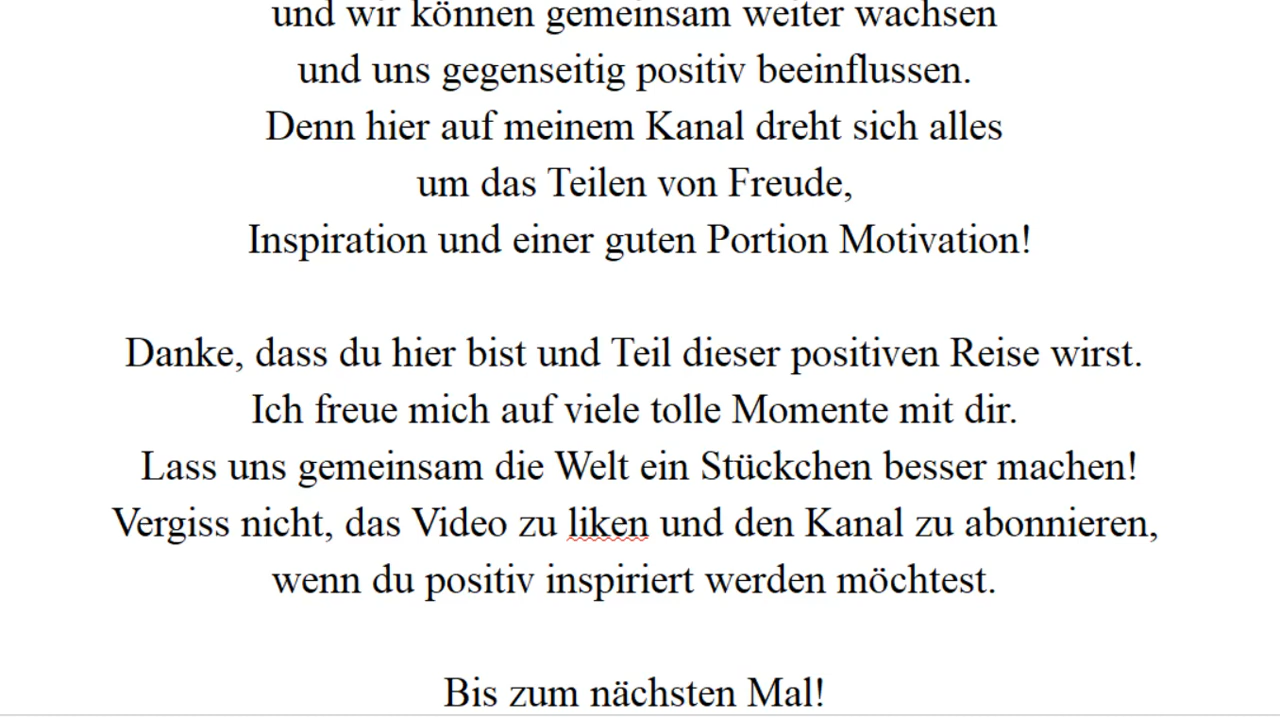 und wir können gemeinsam weiter wachsen
und uns gegenseitig positiv beeinflussen.
Denn hier auf meinem Kanal dreht sich alles
um das Teilen von Freude,
Inspiration und einer guten Portion Motivation!
Danke, dass du hier bist und Teil dieser positiven Reise wirst.
Ich freue mich auf viele tolle Momente mit dir.
Lass uns gemeinsam die Welt ein Stückchen besser machen!
Vergiss nicht, das Video zu liken und den Kanal zu abonnieren,
wenn du positiv inspiriert werden möchtest.
Bis zum nächsten Mal!